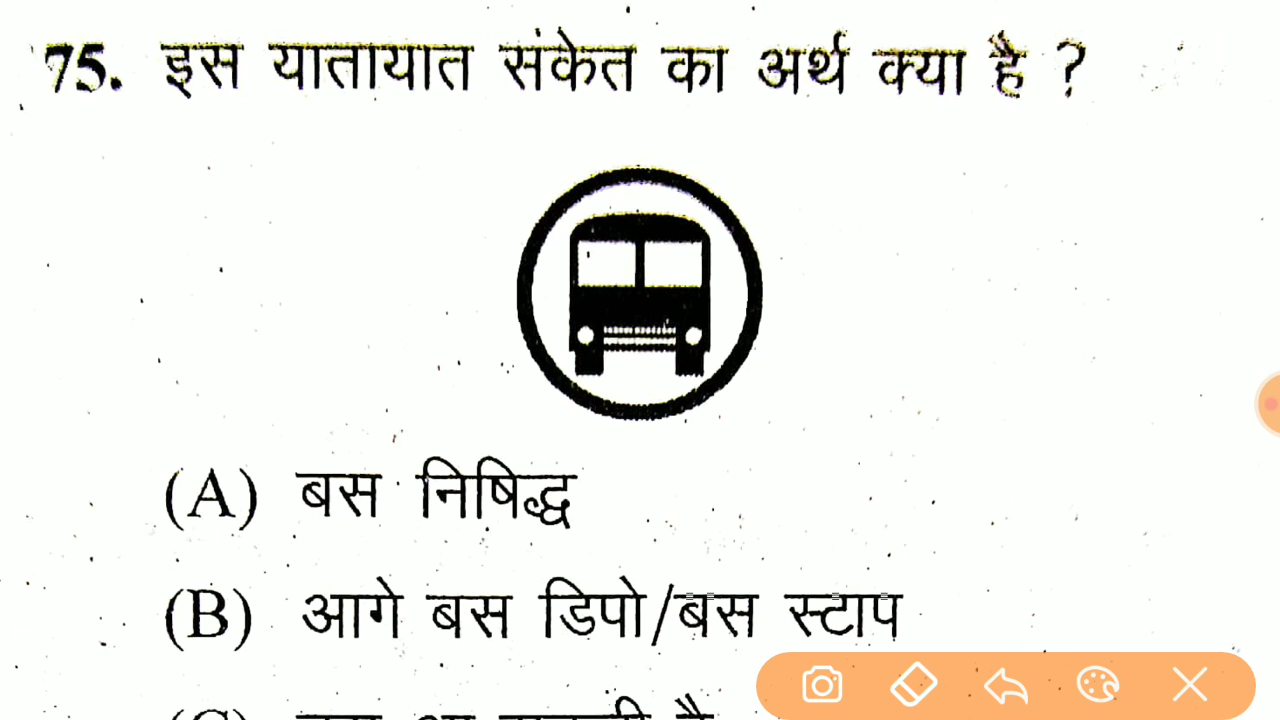 75. इस यातायात संकेत का अर्थ क्या है ?
(A) बस निषिद्ध
(B) आगे बस डिपो/बस स्टाप